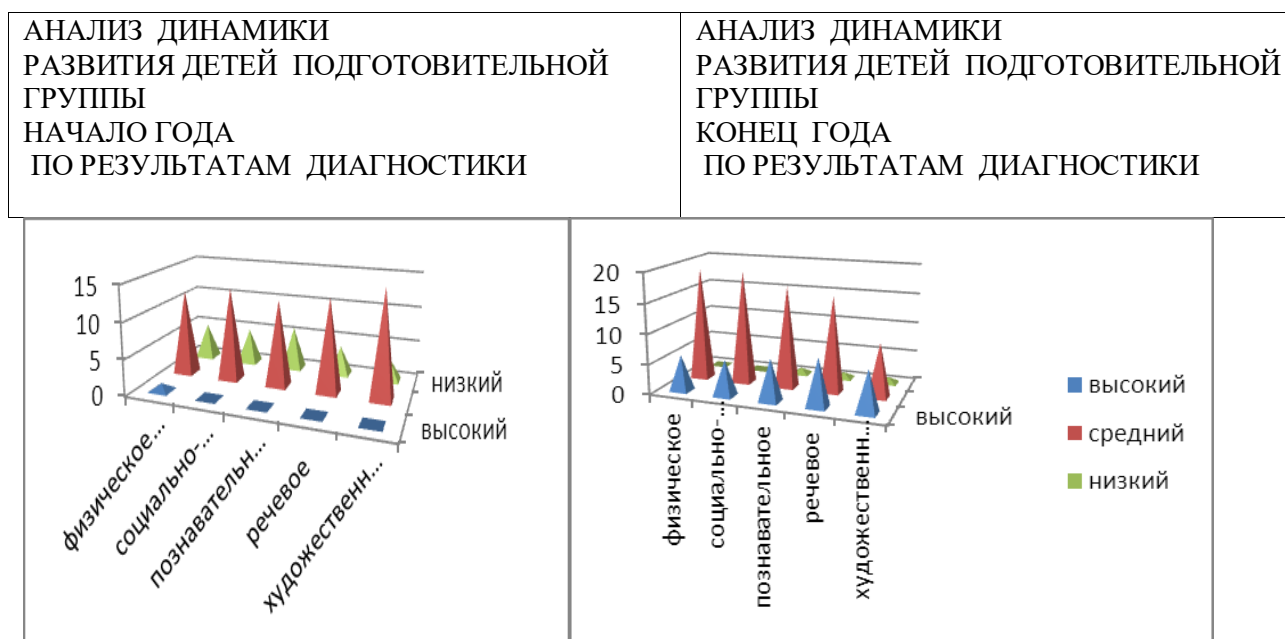 АНАЛИЗ ДИНАМИКИ
РАЗВИТИЯ ДЕТЕЙ ПОДГОТОВИТЕЛЬНОЙ
ГРУППЫ
НАЧАЛО ГОДА
ПО РЕЗУЛЬТАТАМ ДИАГНОСТИКИ
АНАЛИЗ ДИНАМИКИ
РАЗВИТИЯ ДЕТЕЙ ПОДГОТОВИТЕЛЬНОЙ
ГРУППЫ
КОНЕЦ ГОДА
ПО РЕЗУЛЬТАТАМ ДИАГНОСТИКИ
15
10
5
0
низкий
высокий
физическое...
социально-...
познавательн...
речевое
художественн...
20
15
10
5
0
высокий
физическое
социально-...
познавательное
речевое
художественн...
высокий
средний
низкий